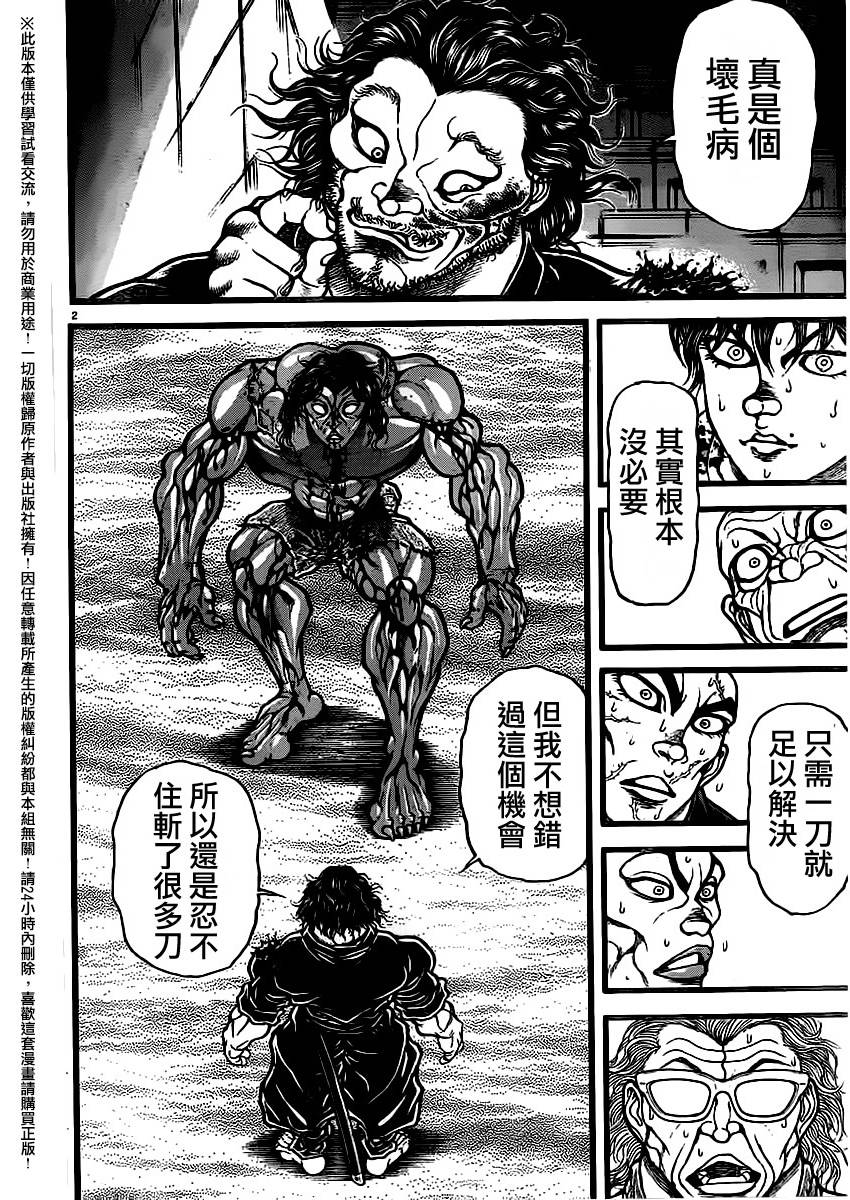 真是個
壞毛病
其實根本
沒必要
只需一刀就
足以解決
但我不想錯
過這個機會
所以還是忍不
住斬了很多刀
2
※此版本僅供學習試看交流，請勿用於商業用途！一切版權歸原作者與出版社擁有！因任意轉載所產生的版權糾紛都與本組無關！請24小時內刪除，喜歡這套漫畫請購買正版！